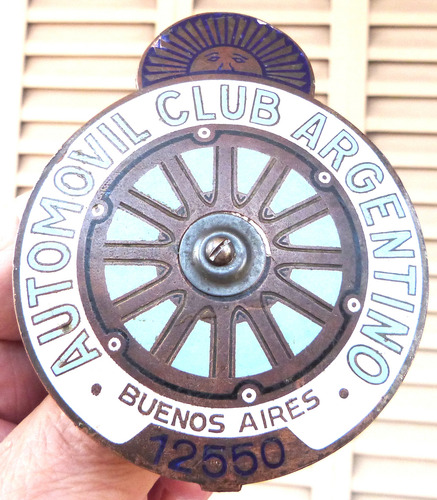 AUTOMOVIL CLUB ARGENTINO
BUENOS AIRES
12550